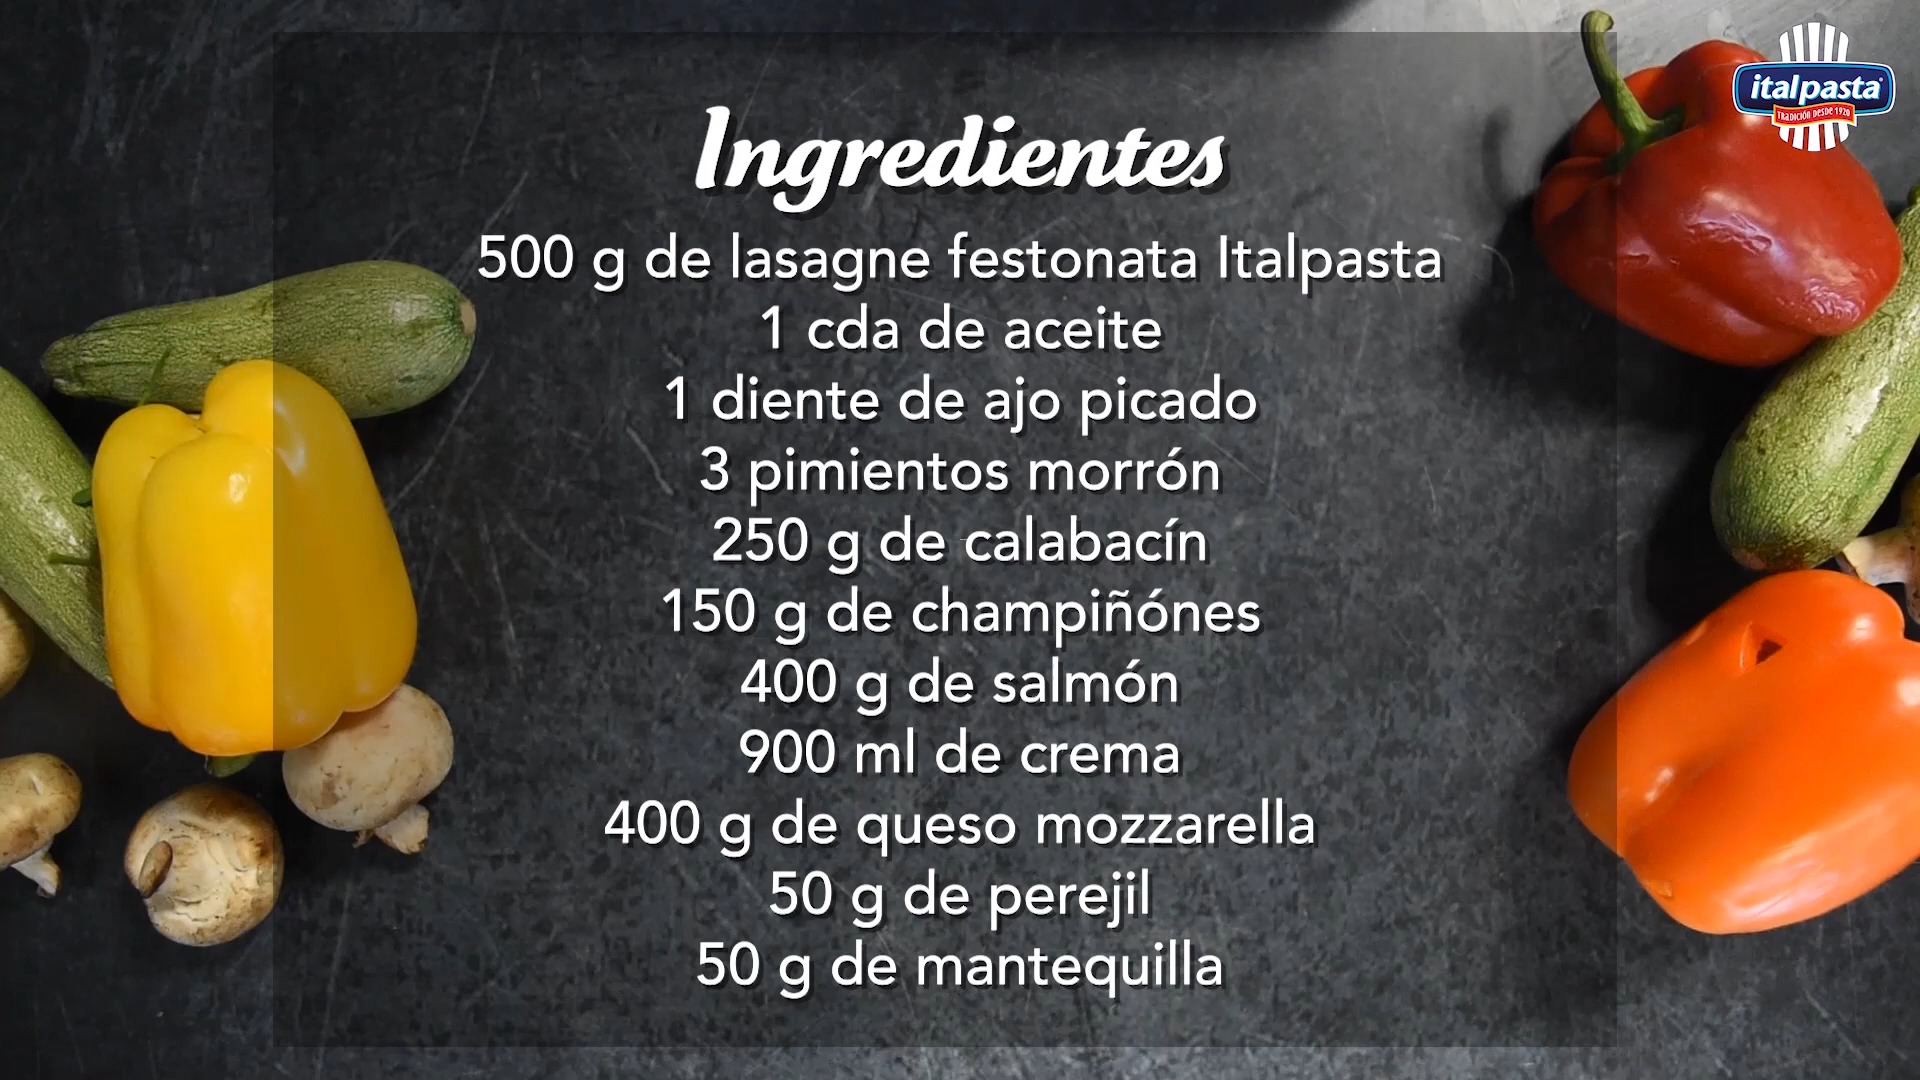 italpasta
TRADICIÓN DESDE 1920
Ingredientes
500 g de lasagne festonata Italpasta
1 cda de aceite
1 diente de ajo picado
3 pimientos morrón
250 g de calabacín
150 g de champiñónes
400 g de salmón
900 ml de crema
400 g de queso mozzarella
50 g de perejil
50 g de mantequilla